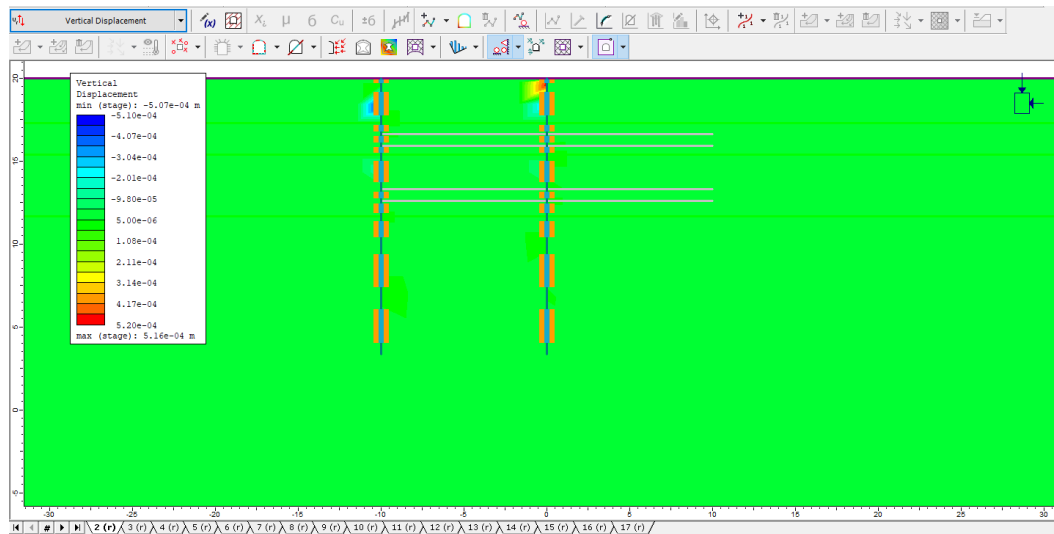 Vertical Displacement
(x)
X
μ
б
Cu
±б
20
15
10
5
0
-5
Vertical
Displacement
min (stage): -5.07e-04 m
-5.10e-04
-4.07e-04
-3.04e-04
-2.01e-04
-9.80e-05
5.00e-06
1.08e-04
2.11e-04
3.14e-04
4.17e-04
5.20e-04
max (stage): 5.16e-04 m
-30 -25 -20 -15 -10 -5 0 5 10 15 20 25 30
# 2 (r) 3 (r) 4 (r) 5 (r) 6 (r) 7 (r) 8 (r) 9 (r) 10 (r) 11 (r) 12 (r) 13 (r) 14 (r) 15 (r) 16 (r) 17 (r)